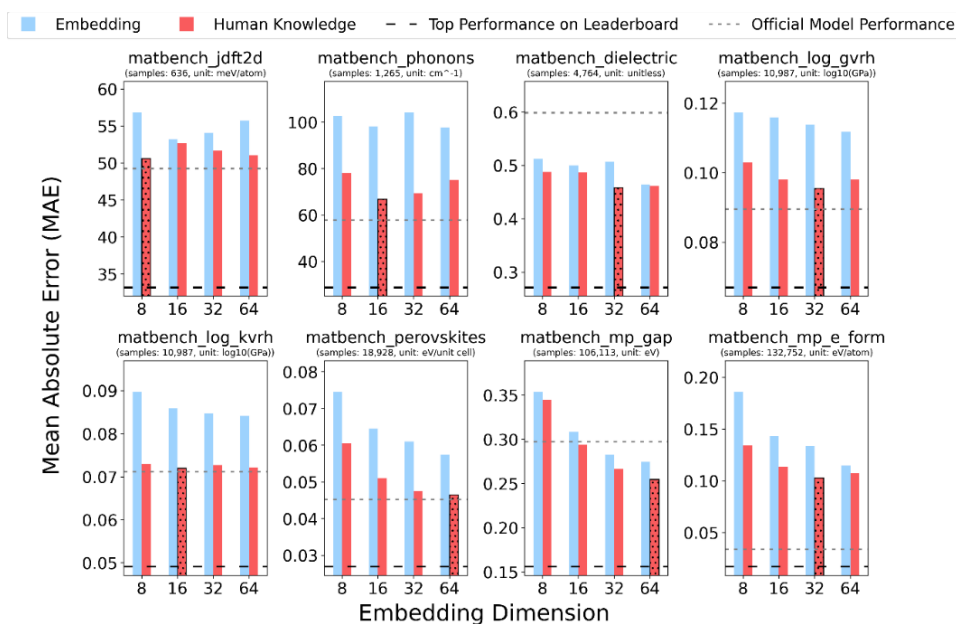 Embedding Human Knowledge Top Performance on Leaderboard Official Model Performance
Mean Absolute Error (MAE)
matbench_jdft2d
(samples: 636, unit: meV/atom)
60
55
50
45
40
35
8 16 32 64
matbench_phonons
(samples: 1,265, unit: cm^-1)
100
80
60
40
8 16 32 64
matbench_dielectric
(samples: 4,764, unit: unitless)
0.6
0.5
0.4
0.3
8 16 32 64
matbench_log_gvrh
(samples: 10,987, unit: log10(GPa))
0.12
0.10
0.08
8 16 32 64
matbench_log_kvrh
(samples: 10,987, unit: log10(GPa))
0.09
0.08
0.07
0.06
0.05
8 16 32 64
matbench_perovskites
(samples: 18,928, unit: eV/unit cell)
0.08
0.07
0.06
0.05
0.04
0.03
8 16 32 64
matbench_mp_gap
(samples: 106,113, unit: eV)
0.35
0.30
0.25
0.20
0.15
8 16 32 64
matbench_mp_e_form
(samples: 132,752, unit: eV/atom)
0.20
0.15
0.10
0.05
8 16 32 64
Embedding Dimension